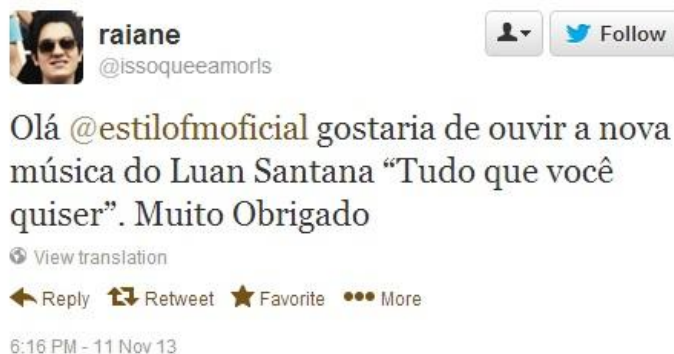 raiane
@issoqueeamorls
Follow
Olá @estilofmoficial gostaria de ouvir a nova
música do Luan Santana “Tudo que você
quiser”. Muito Obrigado
View translation
Reply Retweet Favorite More
6:16 PM - 11 Nov 13